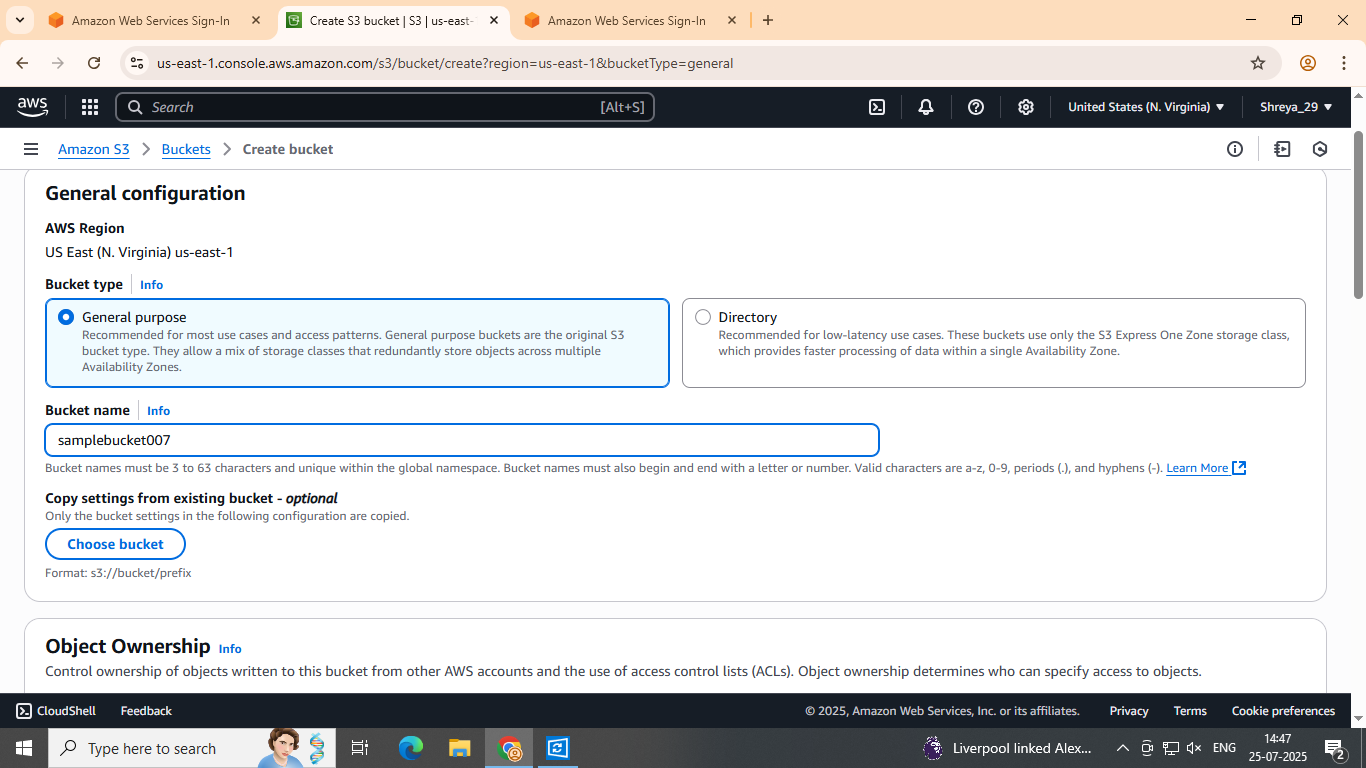 Amazon Web Services Sign-In
Create S3 bucket | S3 | us-east-
Amazon Web Services Sign-In
us-east-1.console.aws.amazon.com/s3/bucket/create?region=us-east-1&bucketType=general
aws
Search
[Alt+S]
United States (N. Virginia)
Shreya_29
Amazon S3
Buckets
Create bucket
General configuration
AWS Region
US East (N. Virginia) us-east-1
Bucket type
Info
General purpose
Recommended for most use cases and access patterns. General purpose buckets are the original S3
bucket type. They allow a mix of storage classes that redundantly store objects across multiple
Availability Zones.
Directory
Recommended for low-latency use cases. These buckets use only the S3 Express One Zone storage class,
which provides faster processing of data within a single Availability Zone.
Bucket name
Info
samplebucket007
Bucket names must be 3 to 63 characters and unique within the global namespace. Bucket names must also begin and end with a letter or number. Valid characters are a-z, 0-9, periods (.), and hyphens (-). Learn More
Copy settings from existing bucket - optional
Only the bucket settings in the following configuration are copied.
Choose bucket
Format: s3://bucket/prefix
Object Ownership
Info
Control ownership of objects written to this bucket from other AWS accounts and the use of access control lists (ACLs). Object ownership determines who can specify access to objects.
CloudShell
Feedback
© 2025, Amazon Web Services, Inc. or its affiliates.
Privacy
Terms
Cookie preferences
Type here to search
Liverpool linked Alex...
ENG
14:47
25-07-2025
2